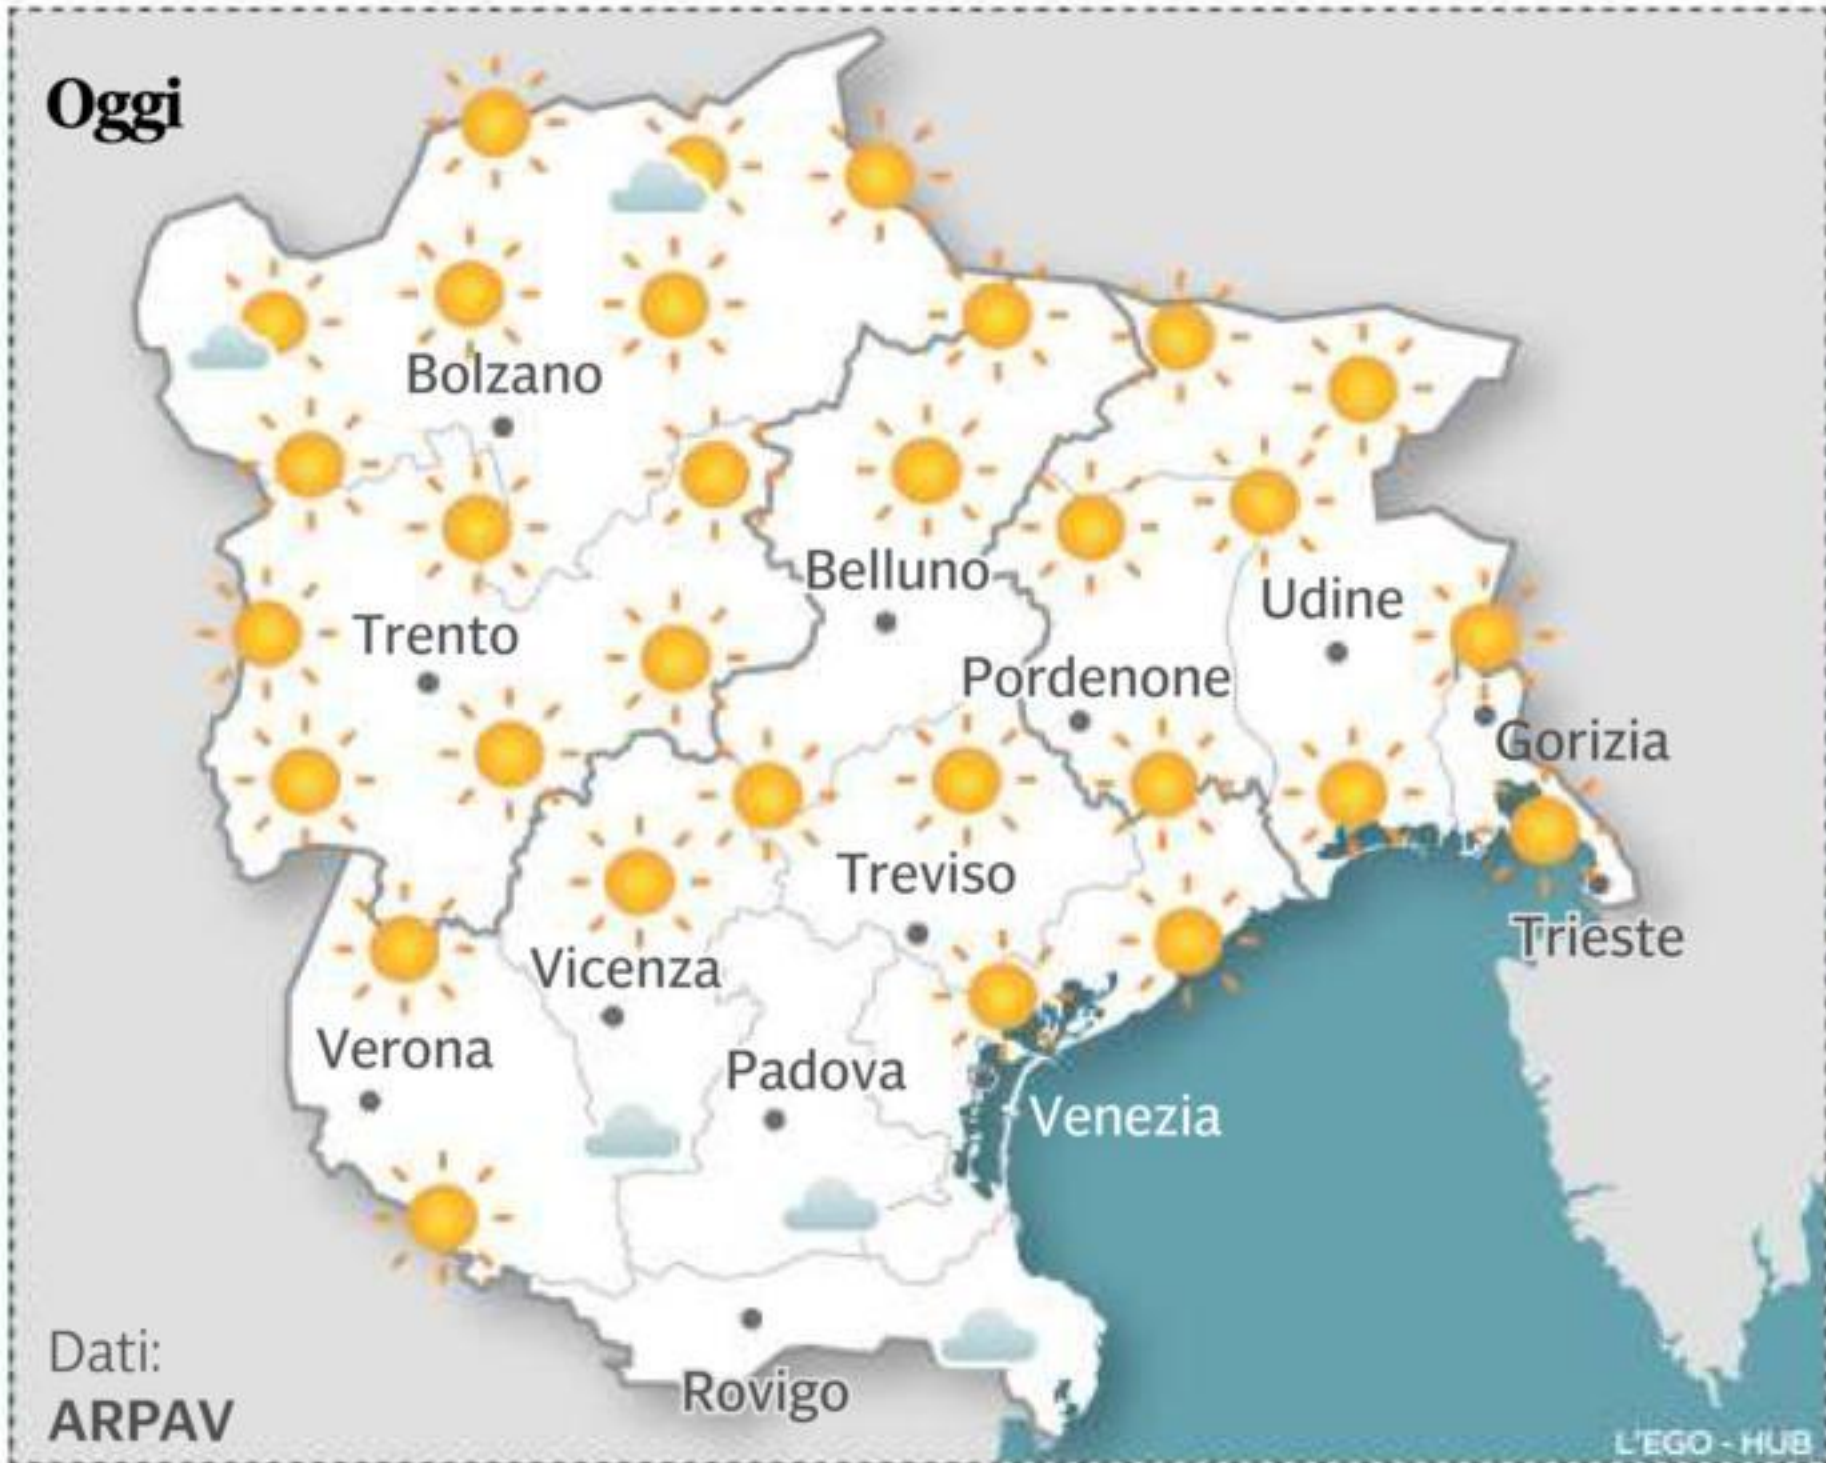 Oggi
Bolzano
Belluno
Udine
Trento
Pordenone
Gorizia
Treviso
Trieste
Vicenza
Verona
Padova
Venezia
Dati:
ARPAV
Rovigo
L'EGO - HUB